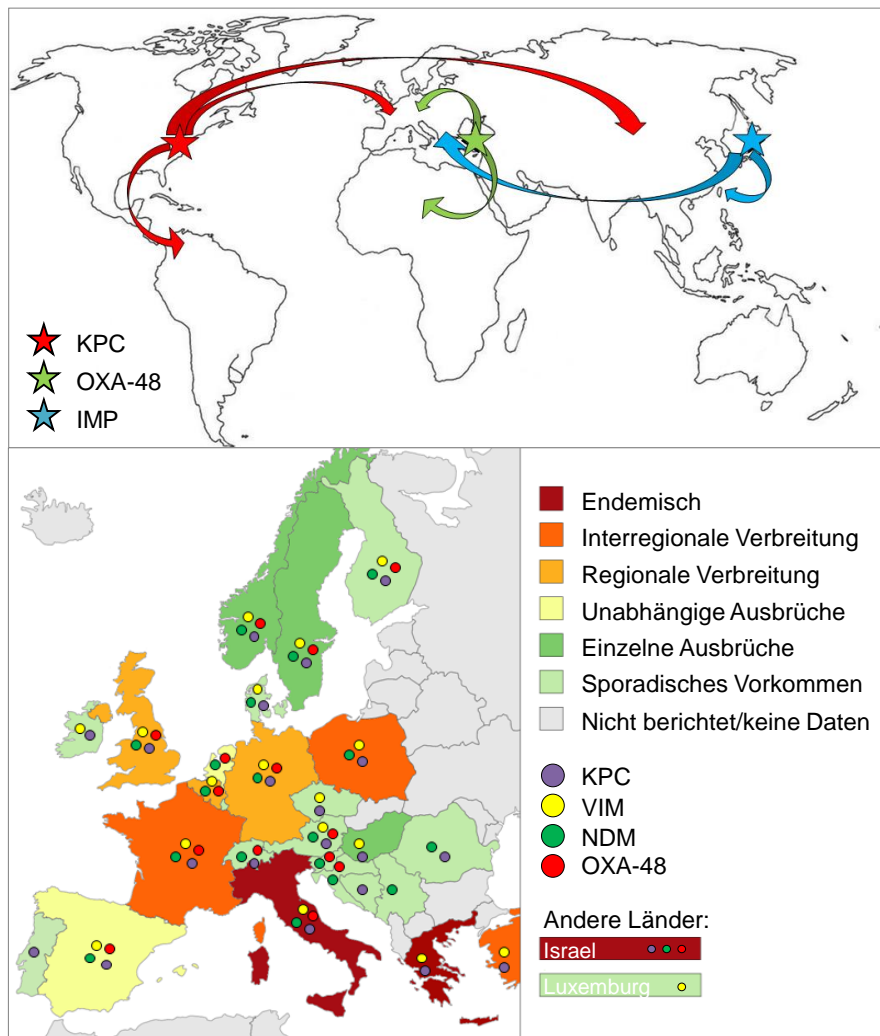 KPC
OXA-48
IMP
Endemisch
Interregionale Verbreitung
Regionale Verbreitung
Unabhängige Ausbrüche
Einzelne Ausbrüche
Sporadisches Vorkommen
Nicht berichtet/keine Daten
KPC
VIM
NDM
OXA-48
Andere Länder:
Israel
Luxemburg